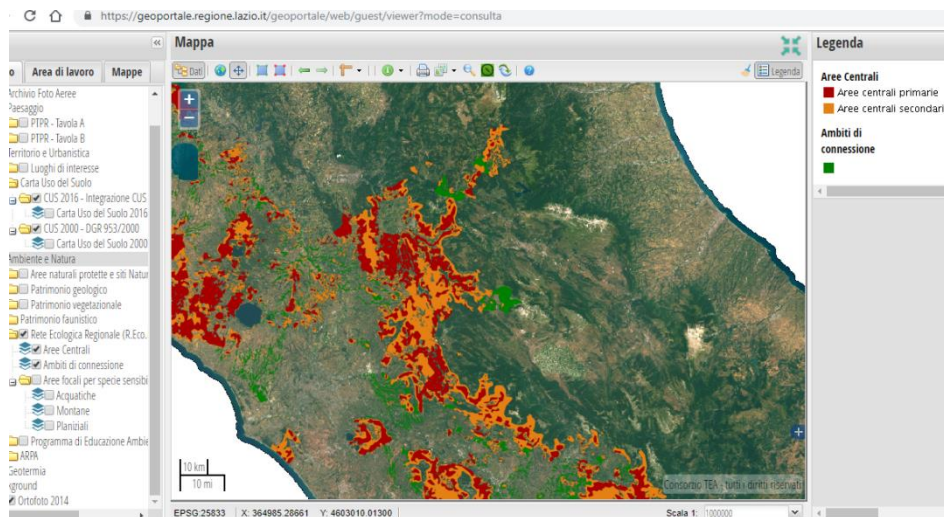 https://geoportale.regione.lazio.it/geoportale/web/guest/viewer?mode=consulta
Mappa
Legenda
o Area di lavoro Mappe
Archivio Foto Aeree
Paesaggio
PTPR - Tavola A
PTPR - Tavola B
Territorio e Urbanistica
Luoghi di interesse
Carta Uso del Suolo
CUS 2016 - Integrazione CUS
Carta Uso del Suolo 2016
CUS 2000 - DGR 953/2000
Carta Uso del Suolo 2000
Ambiente e Natura
Aree naturali protette e siti Natur
Patrimonio geologico
Patrimonio vegetazionale
Patrimonio faunistico
Rete Ecologica Regionale (R.Eco.
Aree Centrali
Ambiti di connessione
Aree focali per specie sensibi
Acquatiche
Montane
Planiziali
Programma di Educazione Ambie
ARPA
Geotermia
kground
Ortofoto 2014
Dati
Legenda
10 km
10 mi
Consorzio TEA - tutti i diritti riservati
EPSG:25833 X: 364985.28661 Y: 4603010.01300
Scala 1: 1000000
Aree Centrali
Aree centrali primarie
Aree centrali secondari
Ambiti di
connessione